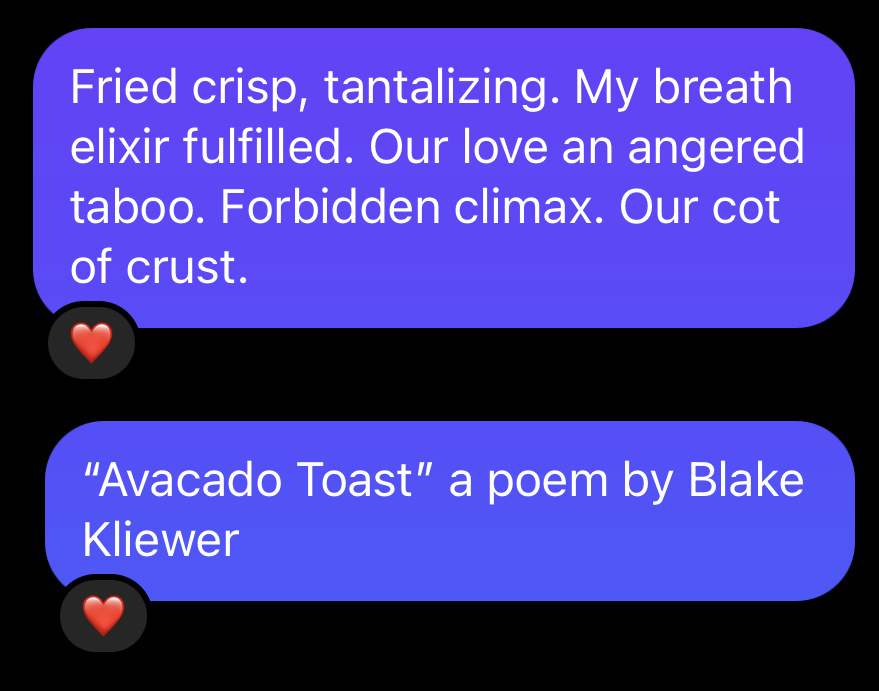 Fried crisp, tantalizing. My breath
elixir fulfilled. Our love an angered
taboo. Forbidden climax. Our cot
of crust.
“Avacado Toast” a poem by Blake
Kliewer